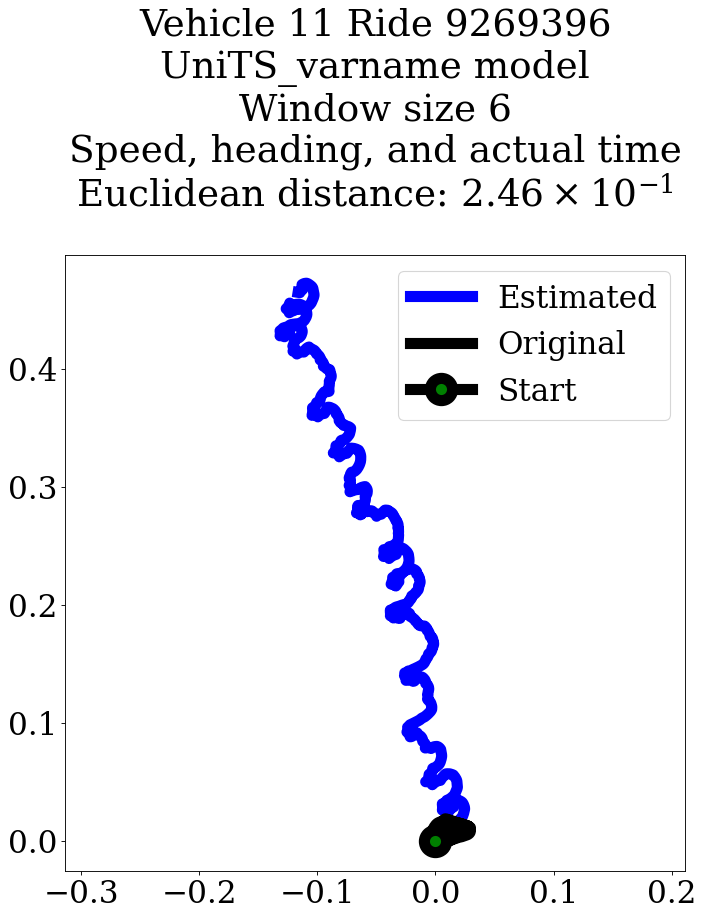 Vehicle 11 Ride 9269396
UniTS_varname model
Window size 6
Speed, heading, and actual time
Euclidean distance: 2.46 × 10⁻¹
Estimated
Original
Start
0.4
0.3
0.2
0.1
0.0
−0.3 −0.2 −0.1 0.0 0.1 0.2